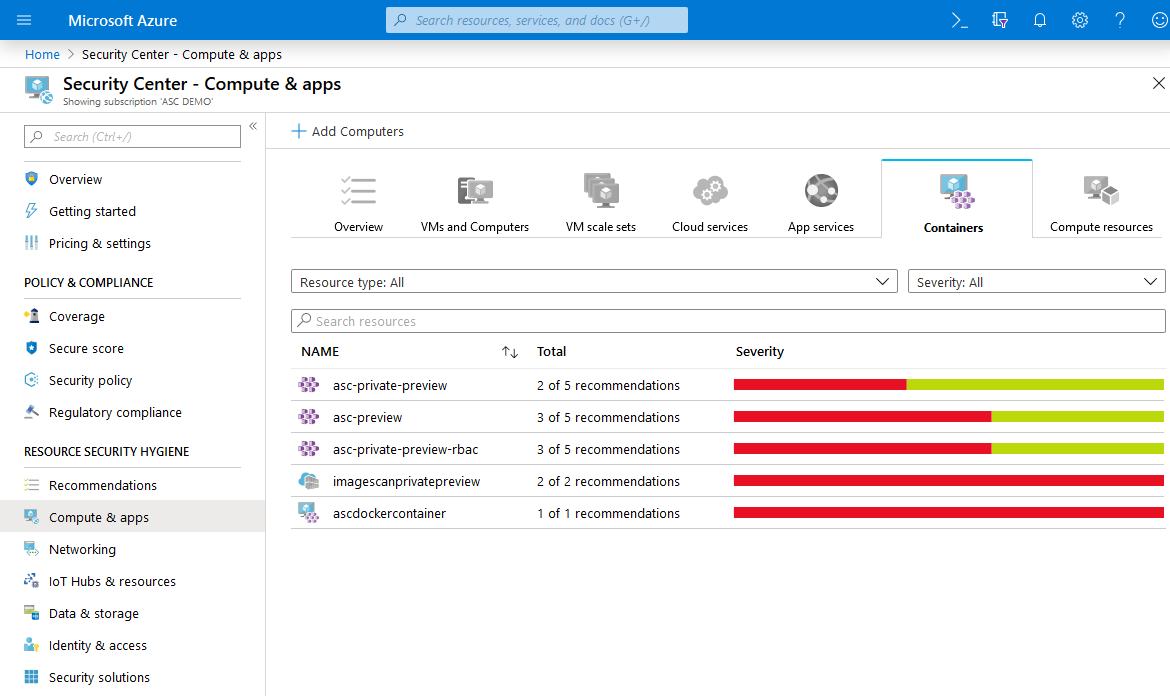 Microsoft Azure
Search resources, services, and docs (G+/)
Home > Security Center - Compute & apps
Security Center - Compute & apps
Showing subscription 'ASC DEMO'
Search (Ctrl+/)
Overview
Getting started
Pricing & settings
POLICY & COMPLIANCE
Coverage
Secure score
Security policy
Regulatory compliance
RESOURCE SECURITY HYGIENE
Recommendations
Compute & apps
Networking
IoT Hubs & resources
Data & storage
Identity & access
Security solutions
Add Computers
Overview
VMs and Computers
VM scale sets
Cloud services
App services
Containers
Compute resources
Resource type: All
Severity: All
Search resources
NAME Total Severity
asc-private-preview 2 of 5 recommendations
asc-preview 3 of 5 recommendations
asc-private-preview-rbac 3 of 5 recommendations
imagescanprivatepreview 2 of 2 recommendations
ascdockercontainer 1 of 1 recommendations